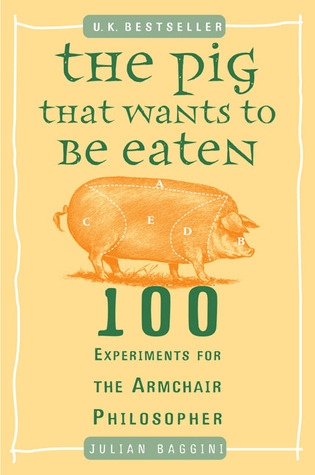 U.K. BESTSELLER
the pig
that wants to
Be eaten
A
C
E
D
B
100
Experiments for
the Armchair
Philosopher
JULIAN BAGGINI